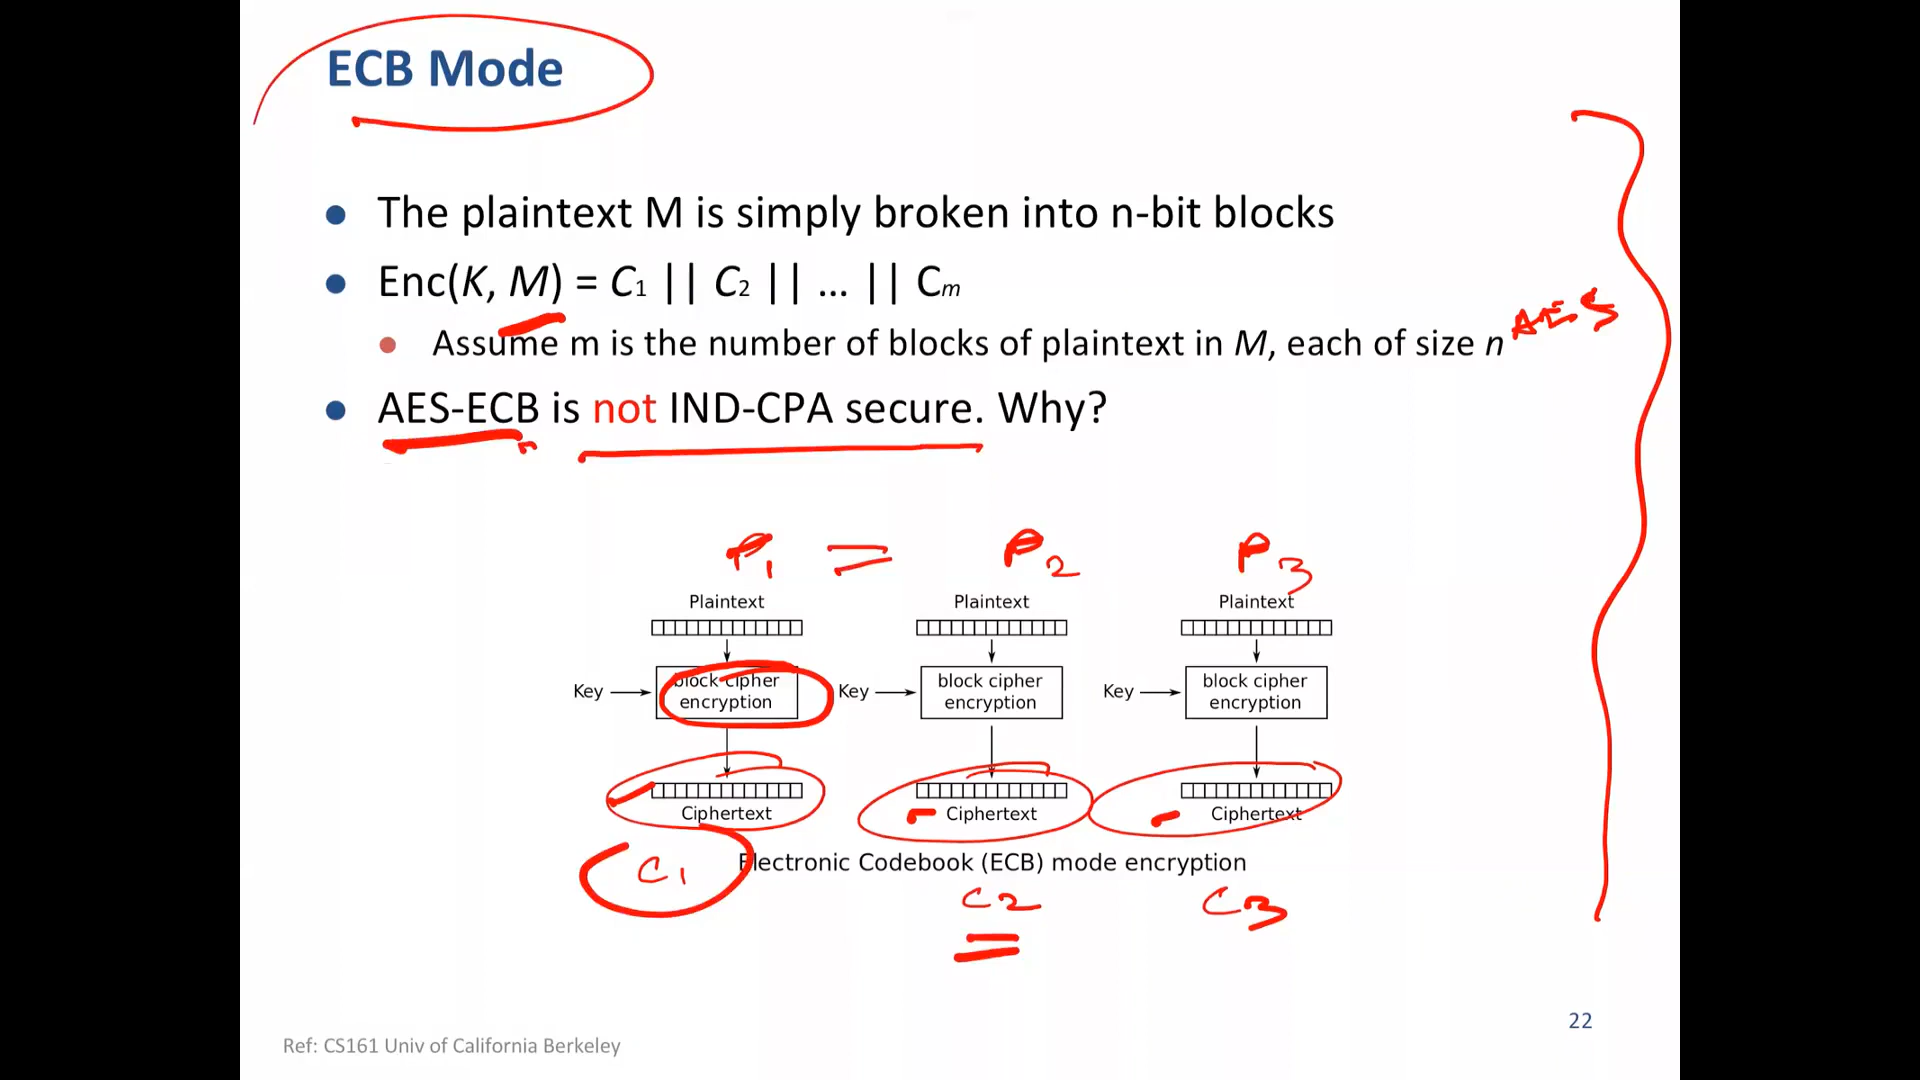 ECB Mode
• The plaintext M is simply broken into n-bit blocks
• Enc(K, M) = C1 || C2 || ... || Cm
AES
• Assume m is the number of blocks of plaintext in M, each of size n
• AES-ECB is not IND-CPA secure. Why?
P1 = P2 P3
Plaintext Plaintext Plaintext
Key block cipher encryption Key block cipher encryption Key block cipher encryption
Ciphertext Ciphertext Ciphertext
Electronic Codebook (ECB) mode encryption
C1 C2 C3
22
Ref: CS161 Univ of California Berkeley